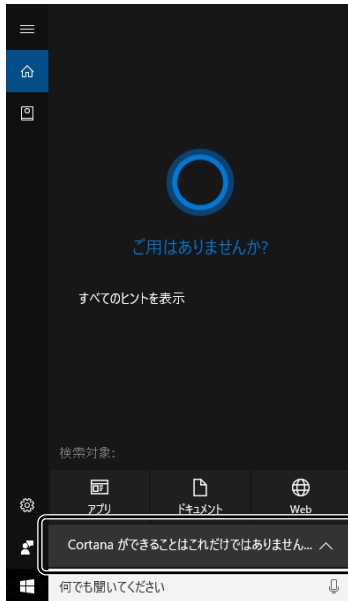 ご用はありませんか?
すべてのヒントを表示
検索対象:
アプリ
ドキュメント
Web
Cortana ができることはこれだけではありません...
何でも聞いてください